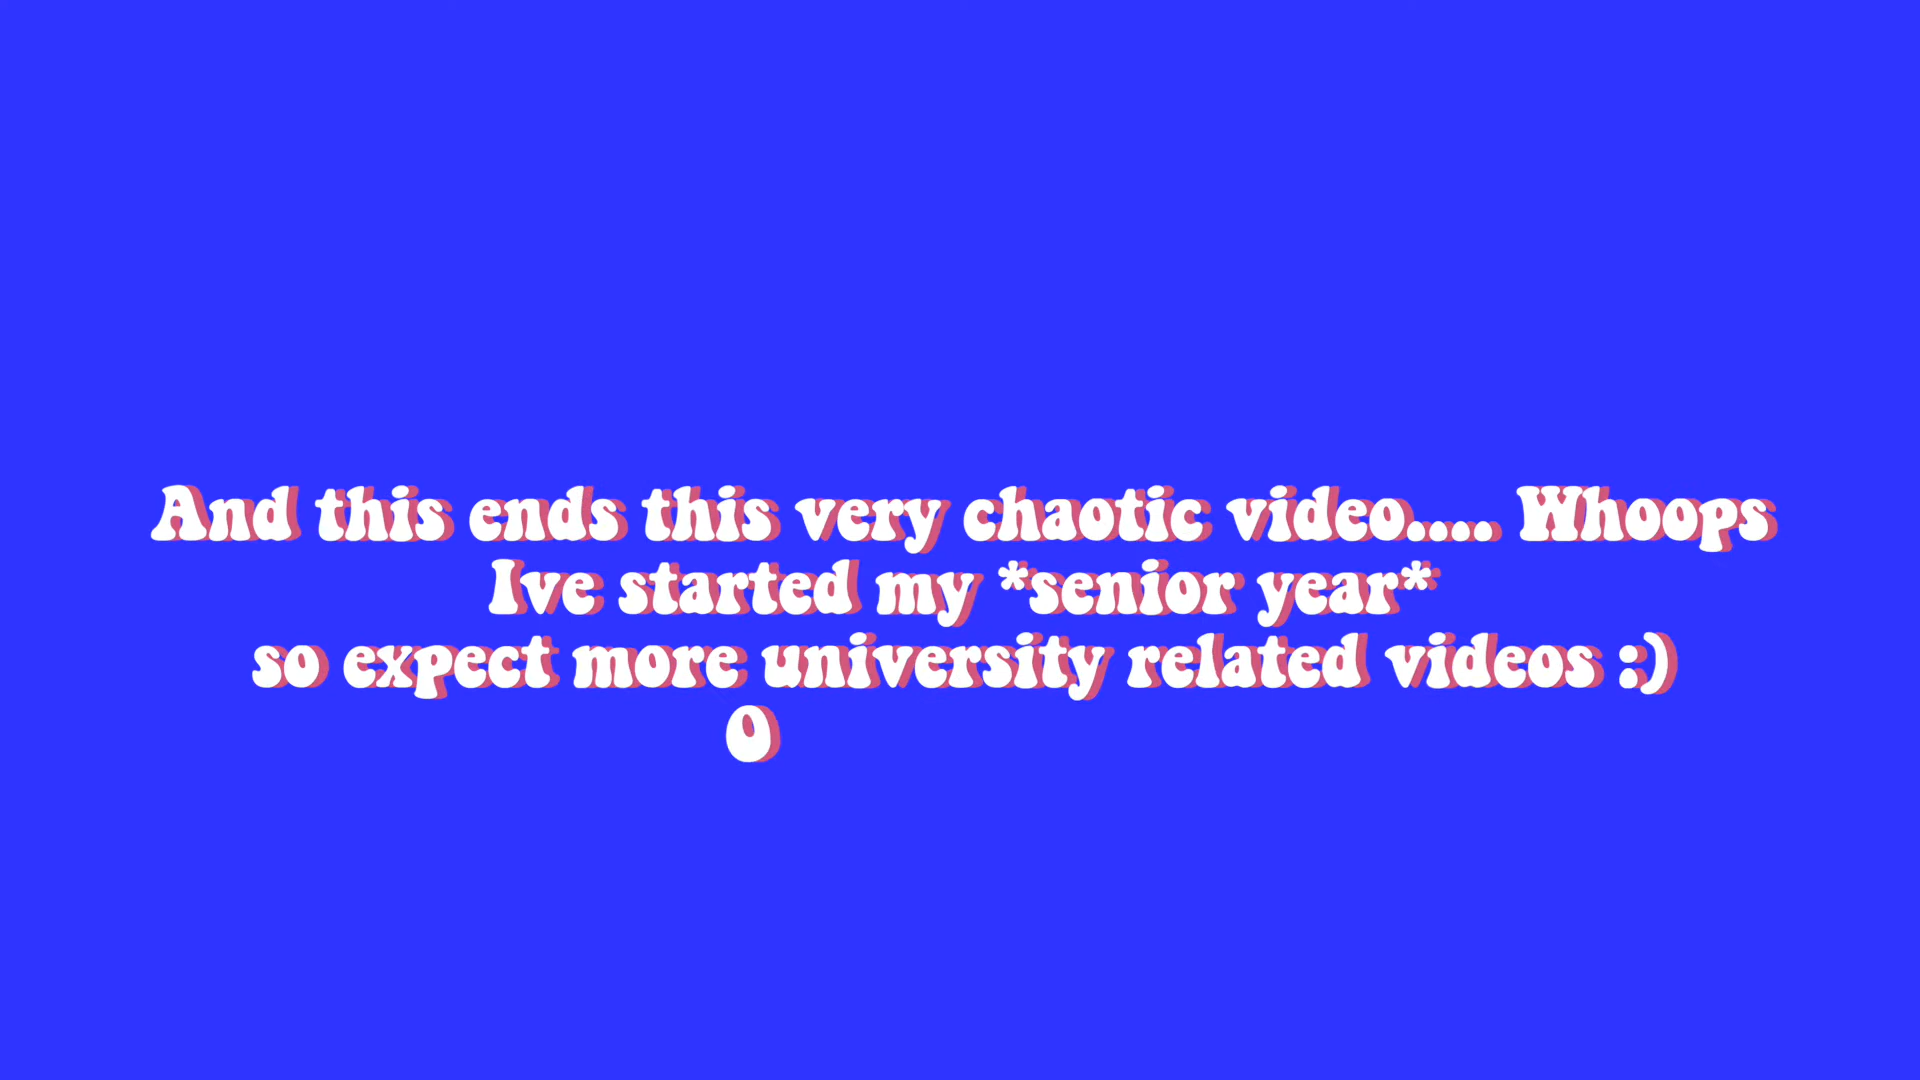 And this ends this very chaotic video..... Whoops
Ive started my *senior year*
so expect more university related videos :)
O